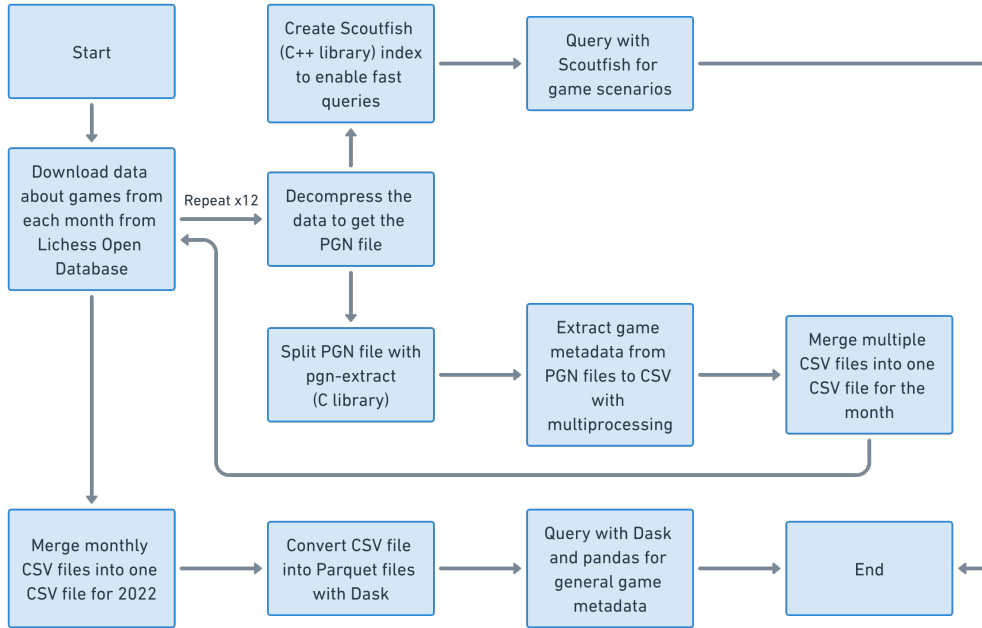 Start
Create Scoutfish
(C++ library) index
to enable fast
queries
Query with
Scoutfish for
game scenarios
Download data
about games from
each month from
Lichess Open
Database
Repeat x12
Decompress the
data to get the
PGN file
Split PGN file with
pgn-extract
(C library)
Extract game
metadata from
PGN files to CSV
with
multiprocessing
Merge multiple
CSV files into one
CSV file for the
month
Merge monthly
CSV files into one
CSV file for 2022
Convert CSV file
into Parquet files
with Dask
Query with Dask
and pandas for
general game
metadata
End